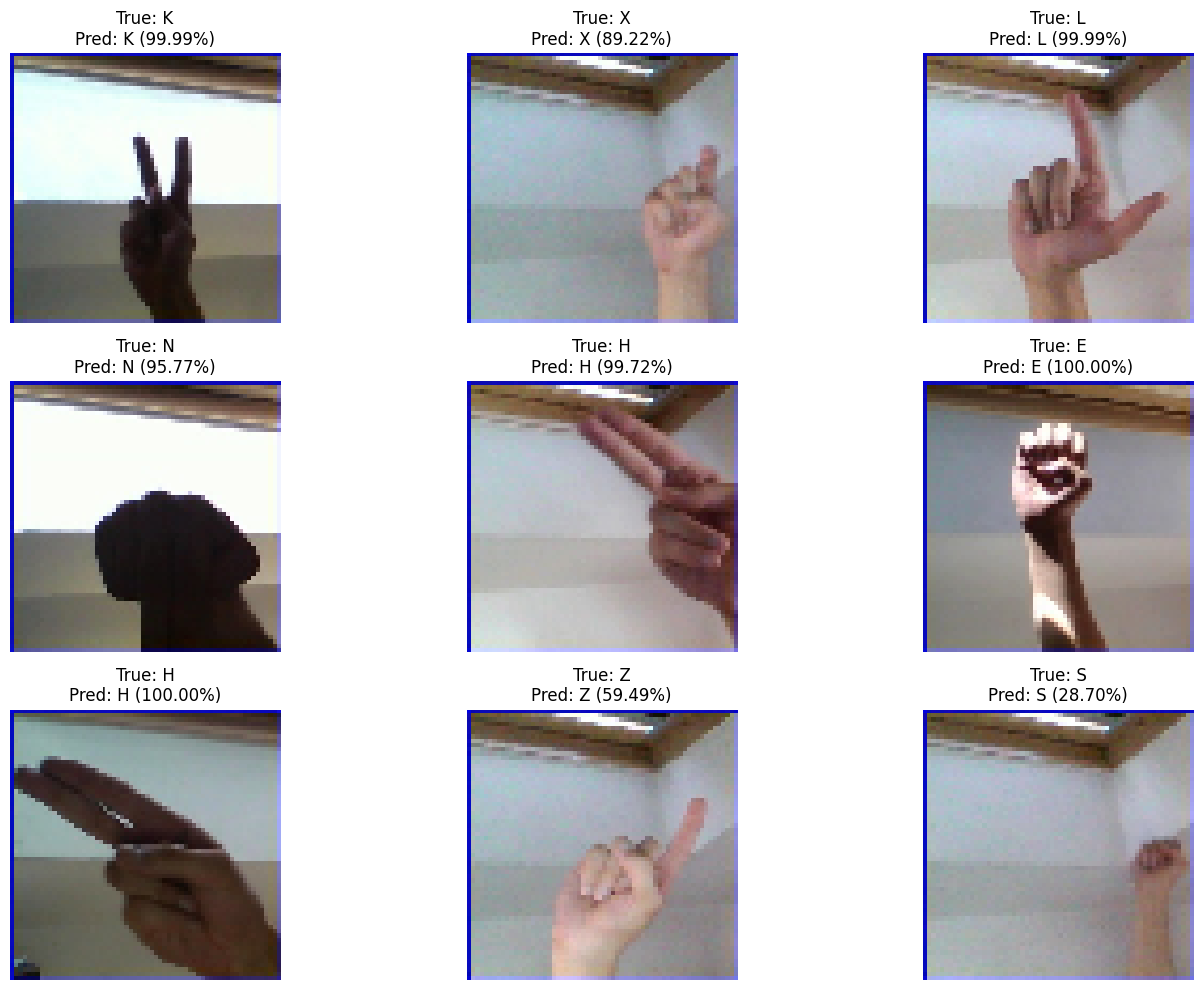 True: K
Pred: K (99.99%)
True: X
Pred: X (89.22%)
True: L
Pred: L (99.99%)
True: N
Pred: N (95.77%)
True: H
Pred: H (99.72%)
True: E
Pred: E (100.00%)
True: H
Pred: H (100.00%)
True: Z
Pred: Z (59.49%)
True: S
Pred: S (28.70%)